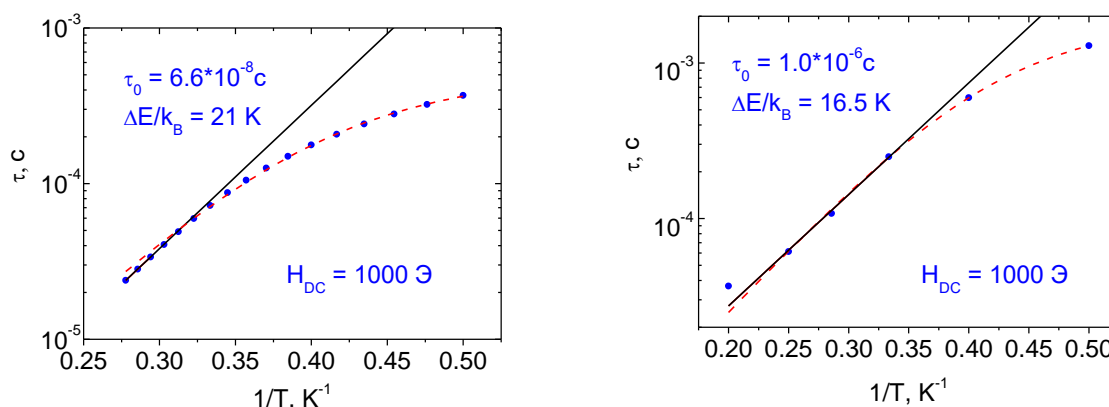 10⁻³
τ₀ = 6.6*10⁻⁸c
ΔE/k_B = 21 K
τ, c
10⁻⁴
H_DC = 1000 Э
10⁻⁵
0.25 0.30 0.35 0.40 0.45 0.50
1/T, K⁻¹
τ₀ = 1.0*10⁻⁶c
10⁻³
ΔE/k_B = 16.5 K
τ, c
10⁻⁴
H_DC = 1000 Э
0.20 0.25 0.30 0.35 0.40 0.45 0.50
1/T, K⁻¹